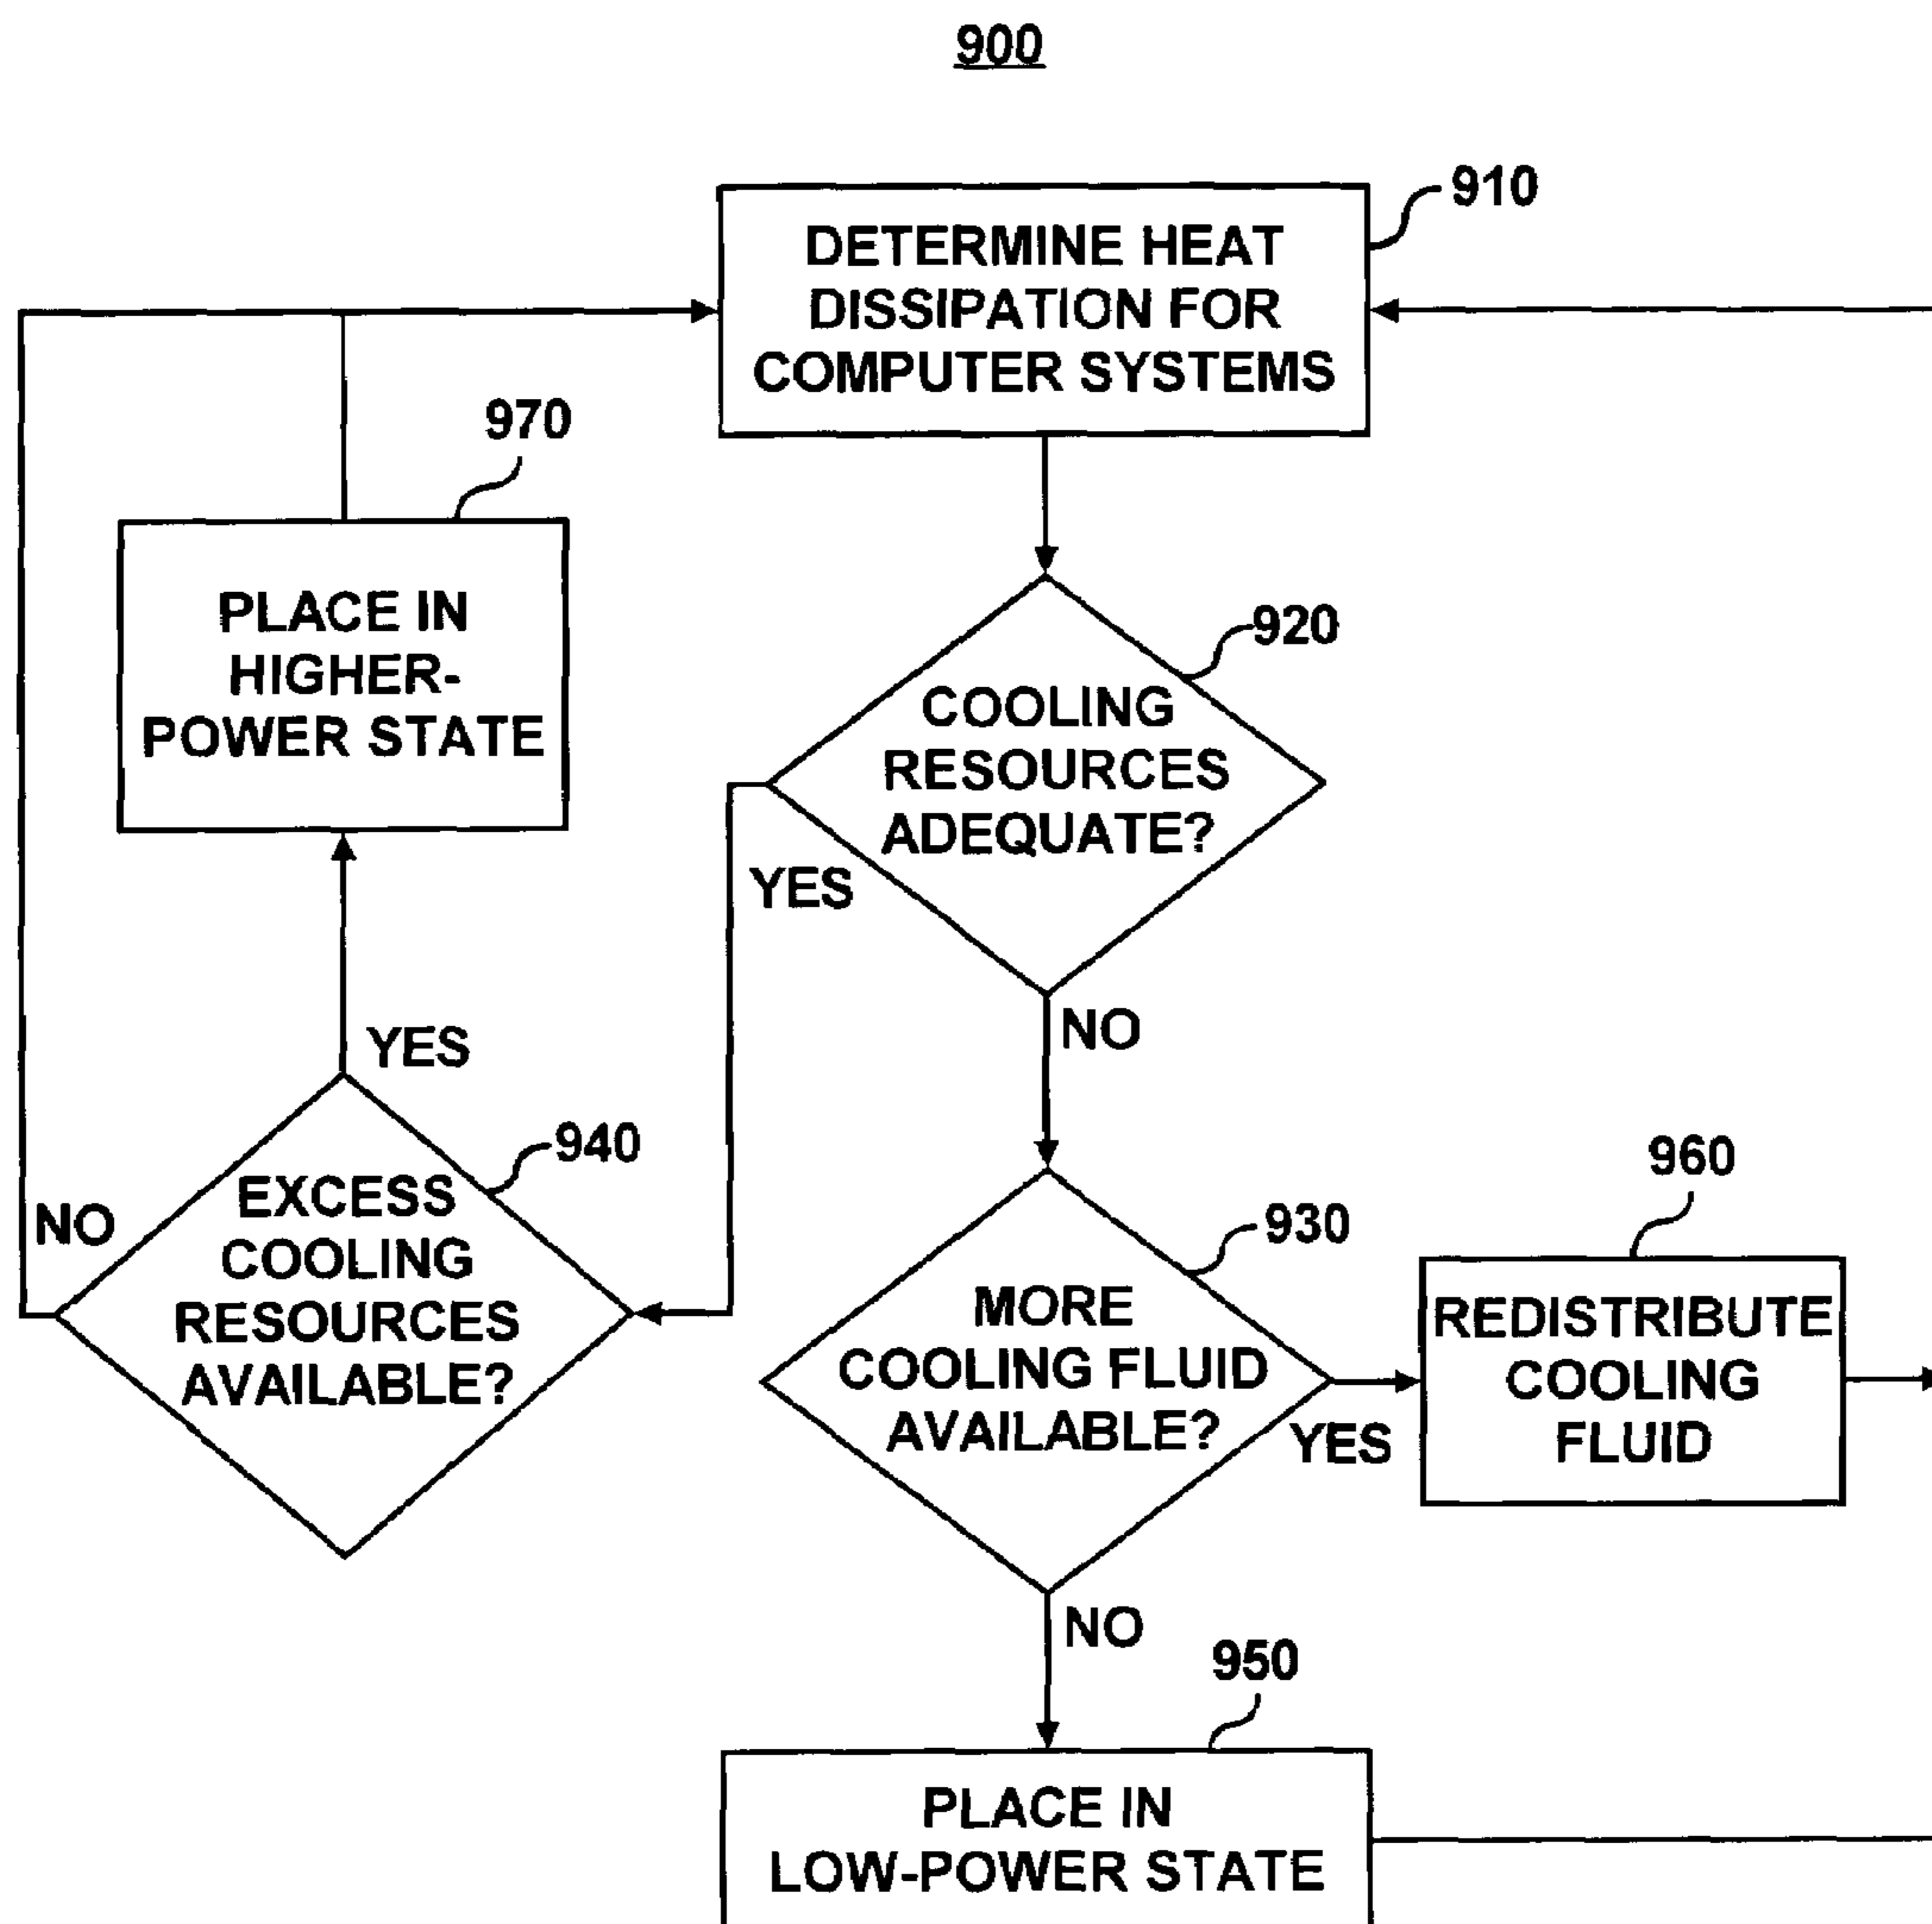 900
910
DETERMINE HEAT
DISSIPATION FOR
COMPUTER SYSTEMS
970
PLACE IN
HIGHER-
POWER STATE
920
COOLING
RESOURCES
ADEQUATE?
YES
NO
YES
940
EXCESS
COOLING
RESOURCES
AVAILABLE?
NO
930
MORE
COOLING FLUID
AVAILABLE?
YES
960
REDISTRIBUTE
COOLING
FLUID
NO
950
PLACE IN
LOW-POWER STATE